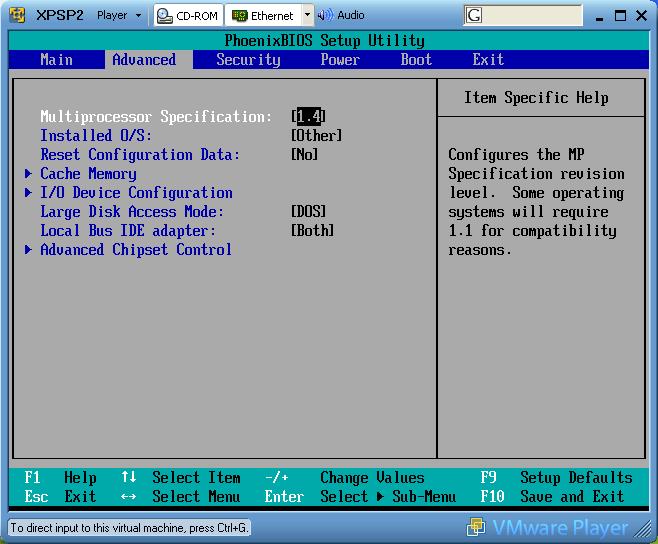 XPSP2 Player CD-ROM Ethernet Audio G
PhoenixBIOS Setup Utility
Main Advanced Security Power Boot Exit
Item Specific Help
Multiprocessor Specification: [1.4]
Installed O/S: [Other]
Reset Configuration Data: [No]
Cache Memory
I/O Device Configuration
Large Disk Access Mode: [DOS]
Local Bus IDE adapter: [Both]
Advanced Chipset Control
Configures the MP
Specification revision
level. Some operating
systems will require
1.1 for compatibility
reasons.
F1 Help ↑↓ Select Item -/+ Change Values F9 Setup Defaults
Esc Exit ↔ Select Menu Enter Select ▶ Sub-Menu F10 Save and Exit
To direct input to this virtual machine, press Ctrl+G.
VMware Player